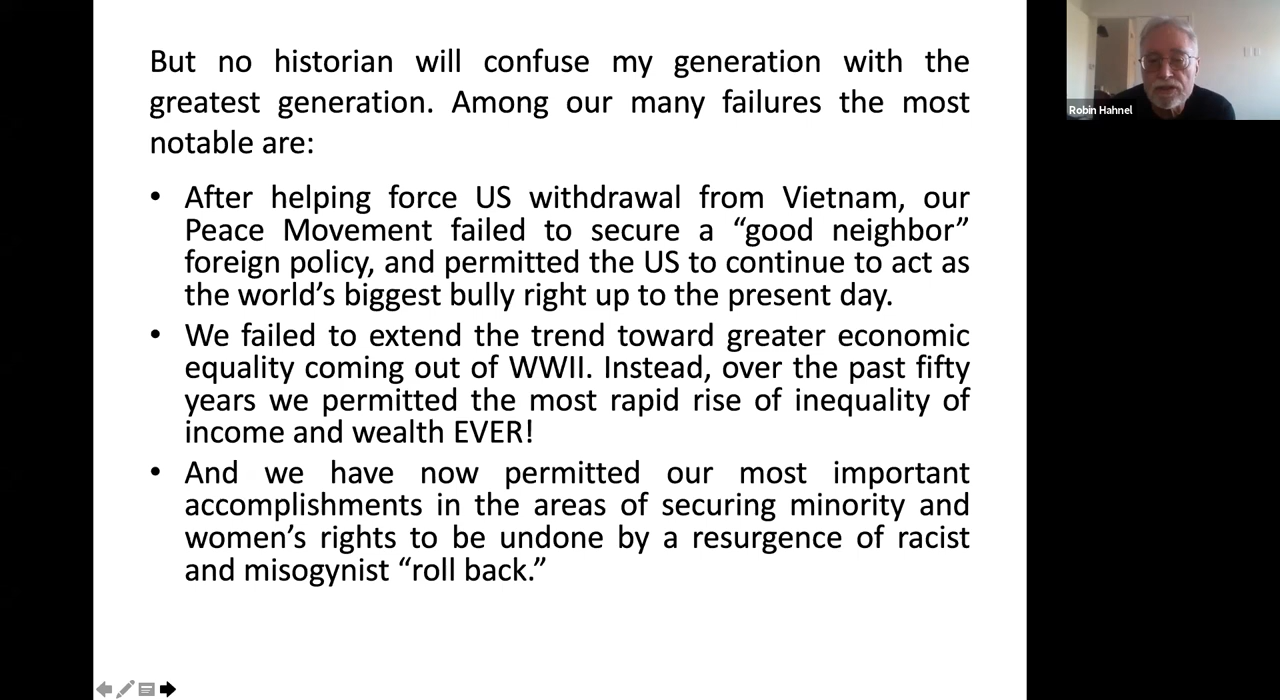 But no historian will confuse my generation with the
greatest generation. Among our many failures the most
notable are:
• After helping force US withdrawal from Vietnam, our
Peace Movement failed to secure a “good neighbor”
foreign policy, and permitted the US to continue to act as
the world’s biggest bully right up to the present day.
• We failed to extend the trend toward greater economic
equality coming out of WWII. Instead, over the past fifty
years we permitted the most rapid rise of inequality of
income and wealth EVER!
• And we have now permitted our most important
accomplishments in the areas of securing minority and
women’s rights to be undone by a resurgence of racist
and misogynist “roll back.”
Robin Hahnel